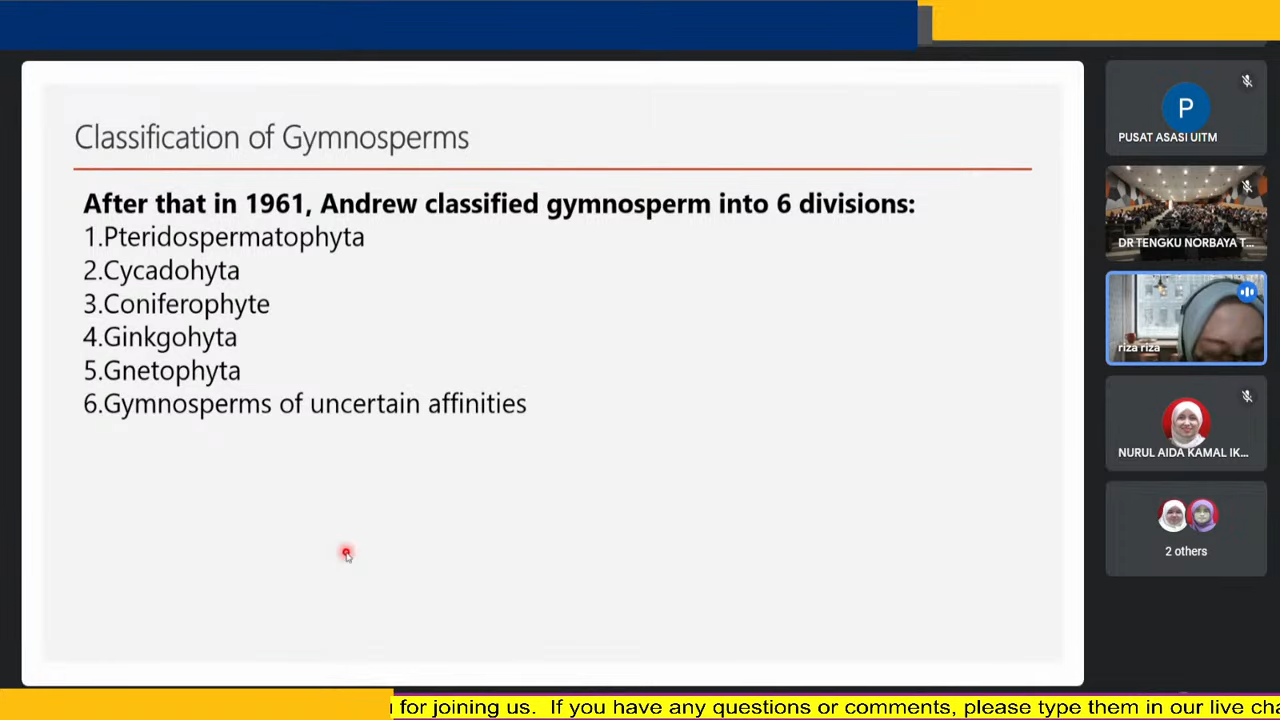 Classification of Gymnosperms
After that in 1961, Andrew classified gymnosperm into 6 divisions:
1.Pteridospermatophyta
2.Cycadohyta
3.Coniferophyte
4.Ginkgohyta
5.Gnetophyta
6.Gymnosperms of uncertain affinities
P
PUSAT ASASI UITM
DR TENGKU NORBAYA T...
riza riza
NURUL AIDA KAMAL IK...
2 others
for joining us. If you have any questions or comments, please type them in our live cha